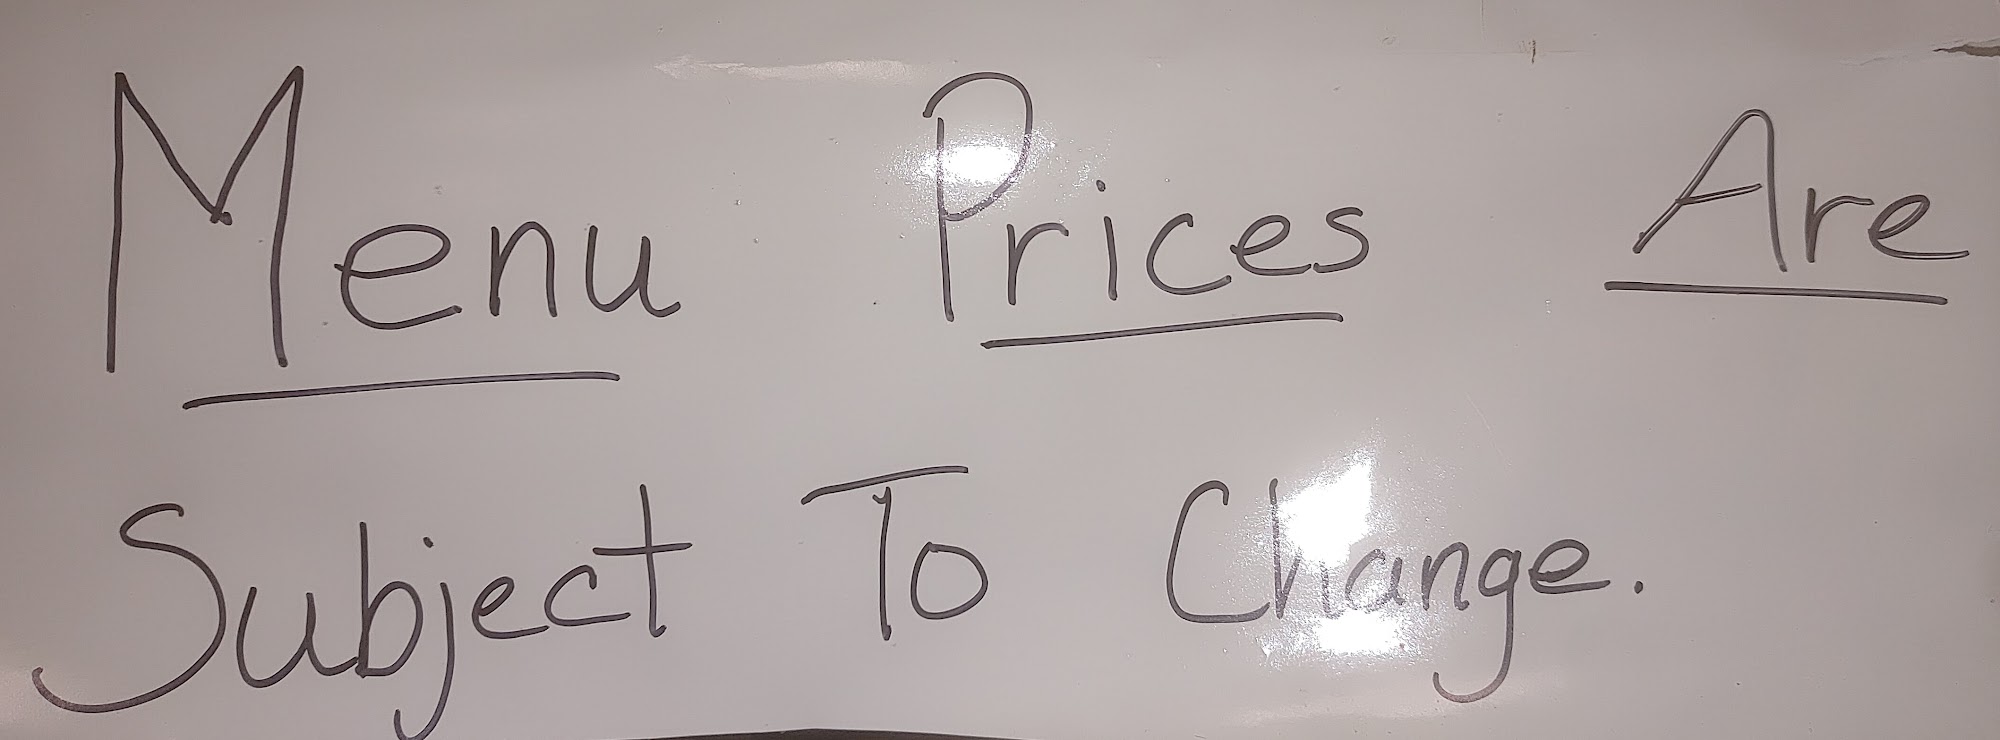 Menu Prices Are
Subject To Change.